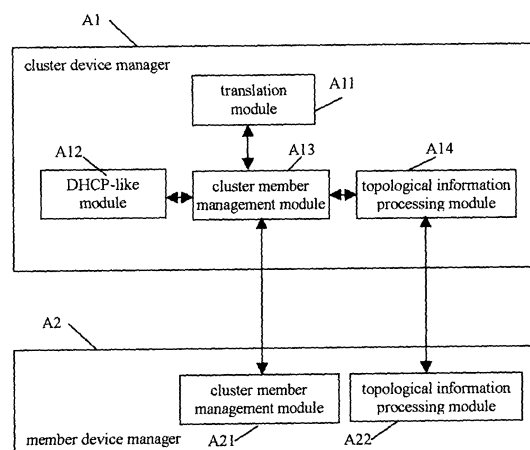 A1
cluster device manager
translation
module
A11
A12
A13
A14
DHCP-like
module
cluster member
management module
topological information
processing module
A2
cluster member
management module
topological information
processing module
member device manager
A21
A22